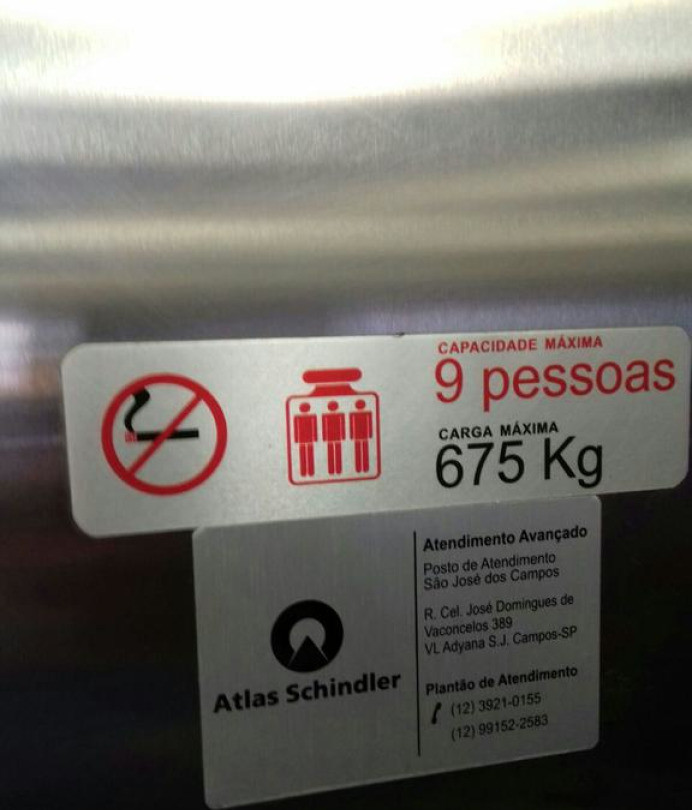 CAPACIDADE MÁXIMA
9 pessoas
CARGA MÁXIMA
675 Kg
Atlas Schindler
Atendimento Avançado
Posto de Atendimento
São José dos Campos
R. Cel. José Domingues de
Vaconcelos 389
VL Adyana S.J. Campos-SP
Plantão de Atendimento
(12) 3921-0155
(12) 99152-2583